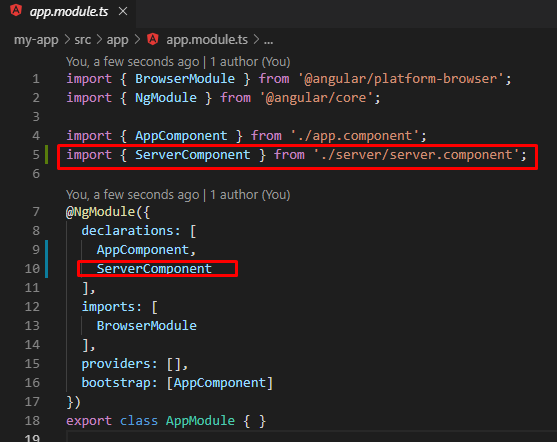 app.module.ts ×
my-app > src > app > app.module.ts > ...
You, a few seconds ago | 1 author (You)
1 import { BrowserModule } from '@angular/platform-browser';
2 import { NgModule } from '@angular/core';
3
4 import { AppComponent } from './app.component';
5 import { ServerComponent } from './server/server.component';
6
You, a few seconds ago | 1 author (You)
7 @NgModule({
8   declarations: [
9     AppComponent,
10     ServerComponent
11   ],
12   imports: [
13     BrowserModule
14   ],
15   providers: [],
16   bootstrap: [AppComponent]
17 })
18 export class AppModule { }
19